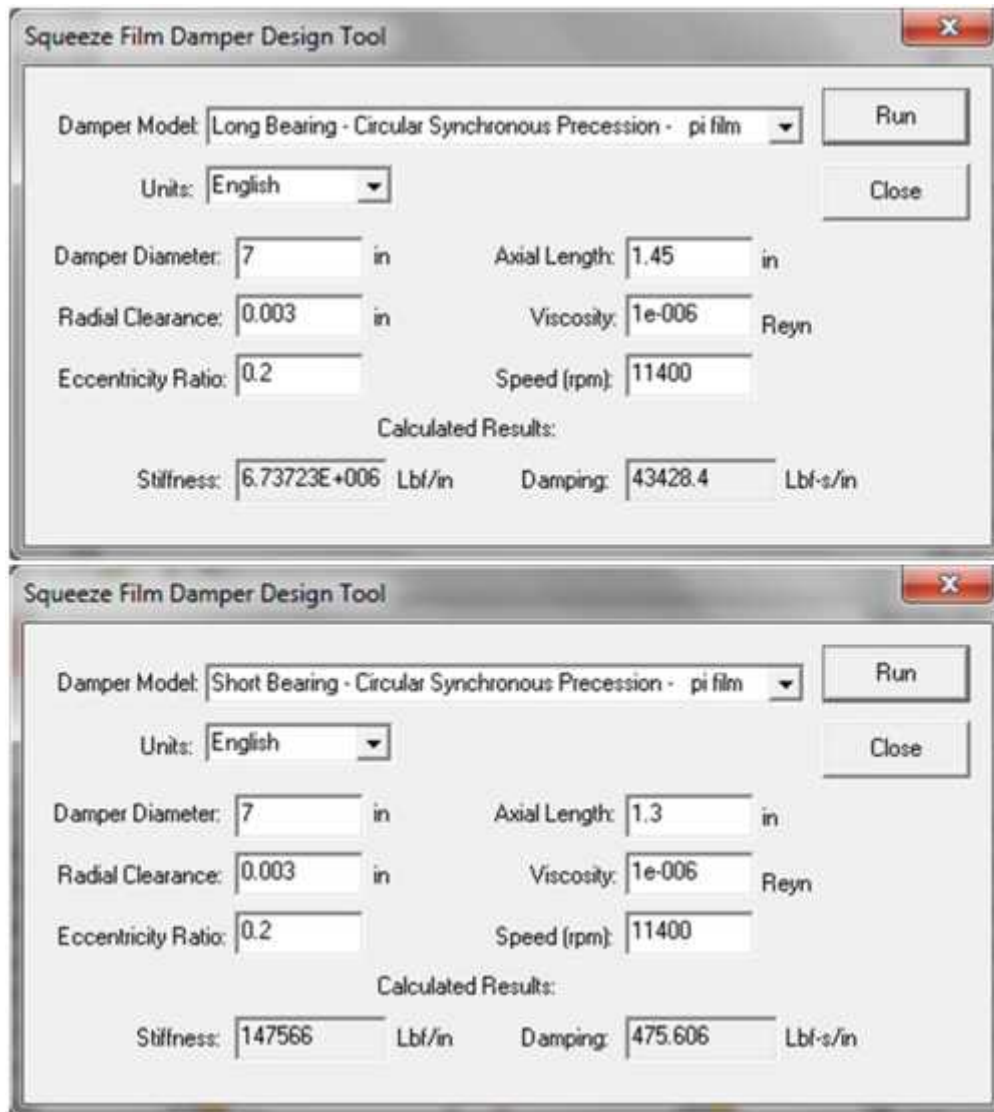 Squeeze Film Damper Design Tool
Damper Model: Long Bearing - Circular Synchronous Precession - pi film
Run
Units: English
Close
Damper Diameter: 7 in Axial Length: 1.45 in
Radial Clearance: 0.003 in Viscosity: 1e-006 Reyn
Eccentricity Ratio: 0.2 Speed (rpm): 11400
Calculated Results:
Stiffness: 6.73723E+006 Lbf/in Damping: 43428.4 Lbf-s/in
Squeeze Film Damper Design Tool
Damper Model: Short Bearing - Circular Synchronous Precession - pi film
Run
Units: English
Close
Damper Diameter: 7 in Axial Length: 1.3 in
Radial Clearance: 0.003 in Viscosity: 1e-006 Reyn
Eccentricity Ratio: 0.2 Speed (rpm): 11400
Calculated Results:
Stiffness: 147566 Lbf/in Damping: 475.606 Lbf-s/in